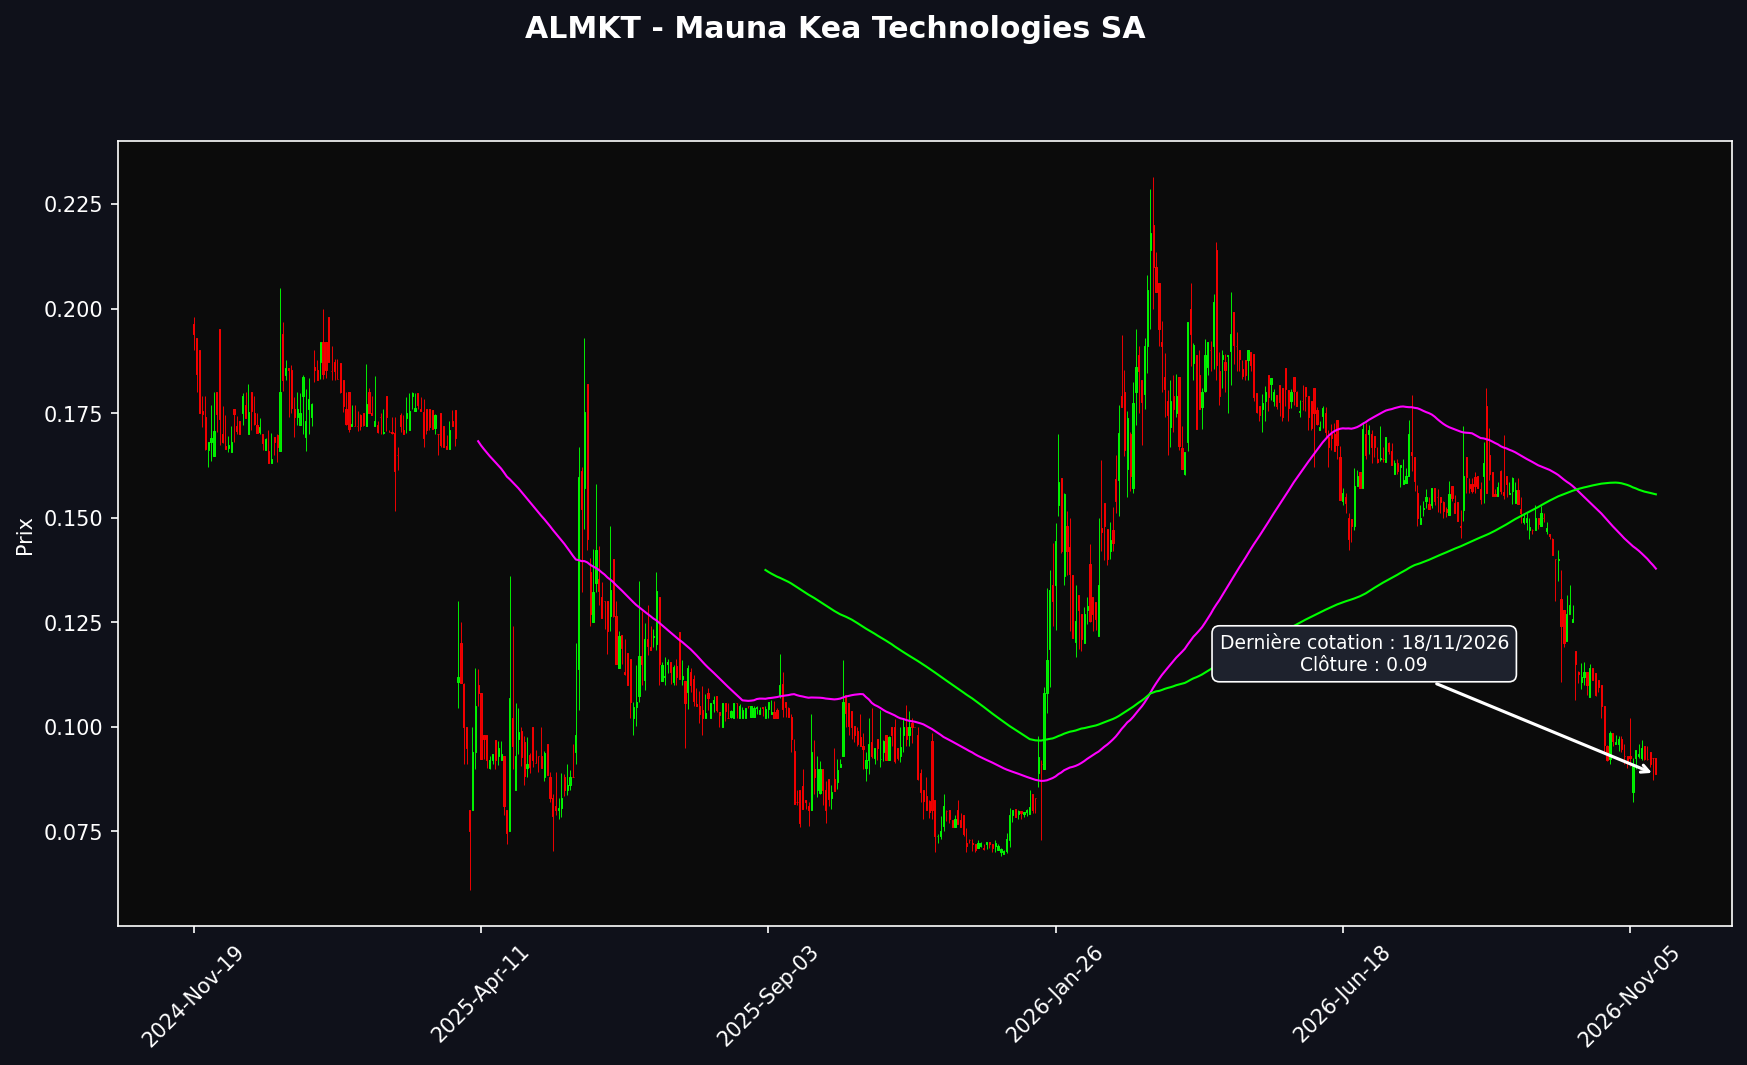 ALMKT - Mauna Kea Technologies SA
Prix
0.225
0.200
0.175
0.150
0.125
0.100
0.075
Dernière cotation : 18/11/2026
Clôture : 0.09
2024-Nov-19
2025-Apr-11
2025-Sep-03
2026-Jan-26
2026-Jun-18
2026-Nov-05